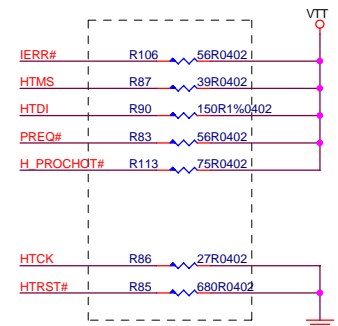 VTT
IERR# R106 56R0402
HTMS R87 39R0402
HTDI R90 150R1%0402
PREQ# R83 56R0402
H_PROCHOT# R113 75R0402
HTCK R86 27R0402
HTRST# R85 680R0402